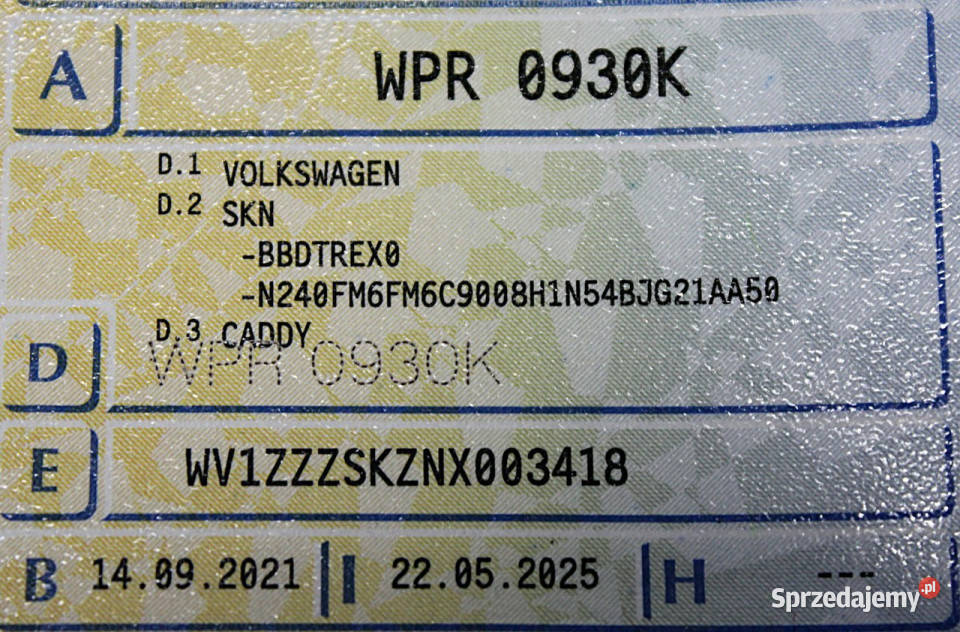 A WPR 0930K
D.1 VOLKSWAGEN
D.2 SKN
-BBDTREX0
-N240FM6FM6C9008H1N54BJG21AA50
D.3 CADDY
D WPR 0930K
E WV1ZZZSKZNX003418
B 14.09.2021 I 22.05.2025 H ---
Sprzedajemy.pl